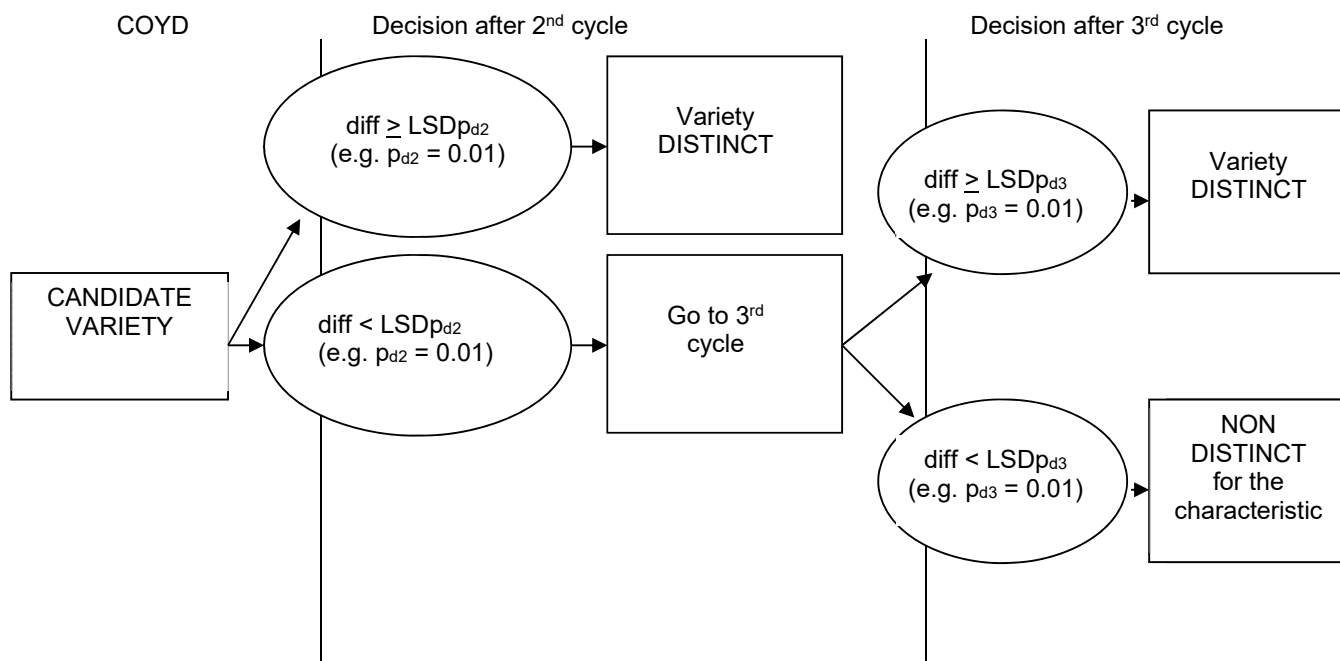 COYD
Decision after 2nd cycle
Decision after 3rd cycle
diff ≥ LSDpd2
(e.g. pd2 = 0.01)
Variety
DISTINCT
diff ≥ LSDpd3
(e.g. pd3 = 0.01)
Variety
DISTINCT
CANDIDATE
VARIETY
diff < LSDpd2
(e.g. pd2 = 0.01)
Go to 3rd
cycle
diff < LSDpd3
(e.g. pd3 = 0.01)
NON
DISTINCT
for the
characteristic